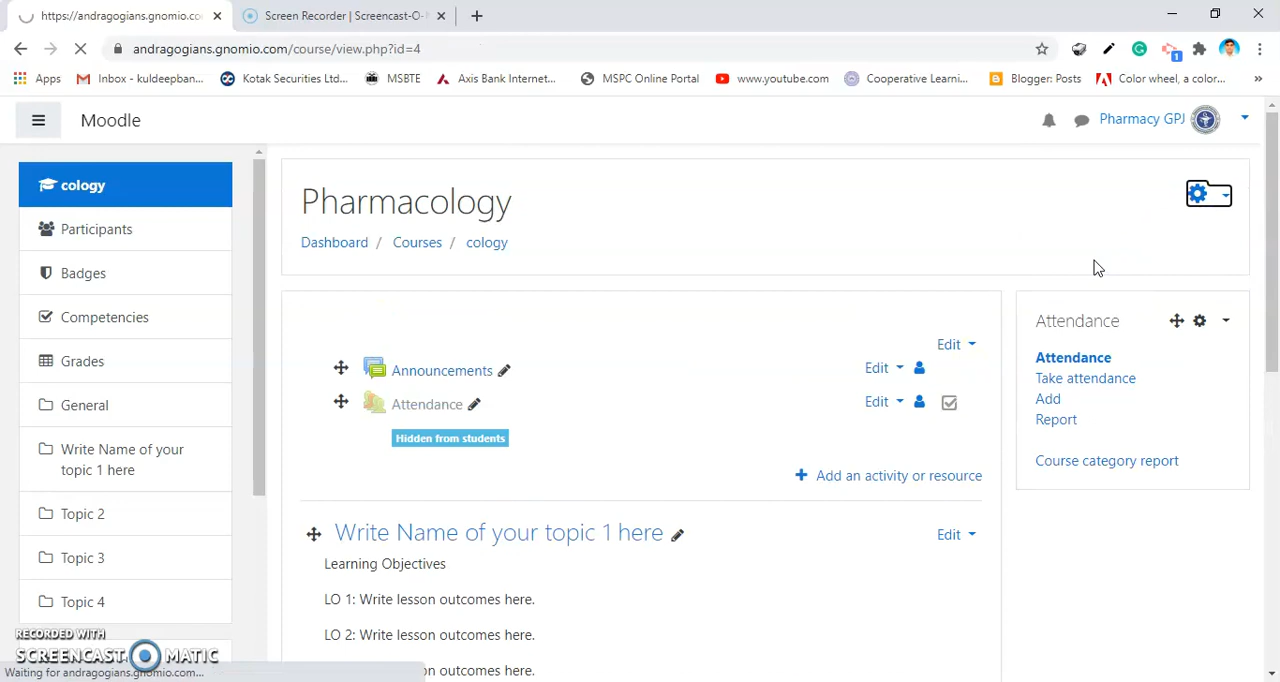 https://andragogians.gnomio.co
Screen Recorder | Screencast-O-
andragogians.gnomio.com/course/view.php?id=4
Apps
Inbox - kuldeepban...
Kotak Securities Ltd...
MSBTE
Axis Bank Internet...
MSPC Online Portal
www.youtube.com
Cooperative Learni...
Blogger: Posts
Color wheel, a color...
»
1
Moodle
Pharmacy GPJ
cology
Participants
Badges
Competencies
Grades
General
Write Name of your
topic 1 here
Topic 2
Topic 3
Topic 4
Pharmacology
Dashboard / Courses / cology
Edit
Announcements
Edit
Attendance
Edit
Hidden from students
+ Add an activity or resource
Write Name of your topic 1 here
Edit
Learning Objectives
LO 1: Write lesson outcomes here.
LO 2: Write lesson outcomes here.
on outcomes here.
Attendance
Attendance
Take attendance
Add
Report
Course category report
RECORDED WITH
SCREENCAST MATIC
Waiting for andragogians.gnomio.com...